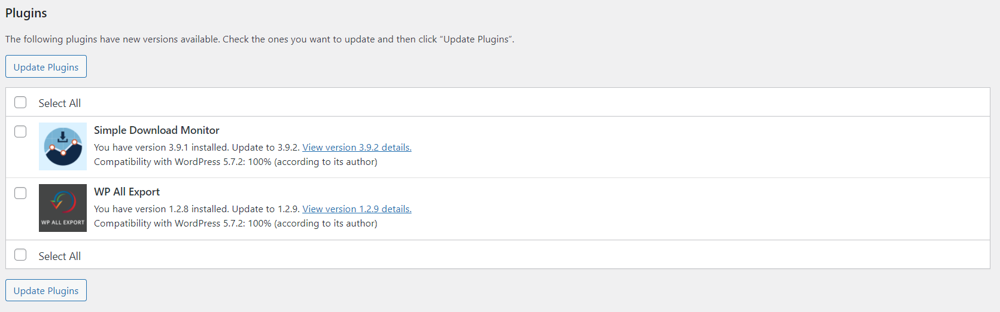 Plugins
The following plugins have new versions available. Check the ones you want to update and then click “Update Plugins”.
Update Plugins
Select All
Simple Download Monitor
You have version 3.9.1 installed. Update to 3.9.2. View version 3.9.2 details.
Compatibility with WordPress 5.7.2: 100% (according to its author)
WP All Export
You have version 1.2.8 installed. Update to 1.2.9. View version 1.2.9 details.
WP ALL EXPORT
Compatibility with WordPress 5.7.2: 100% (according to its author)
Select All
Update Plugins